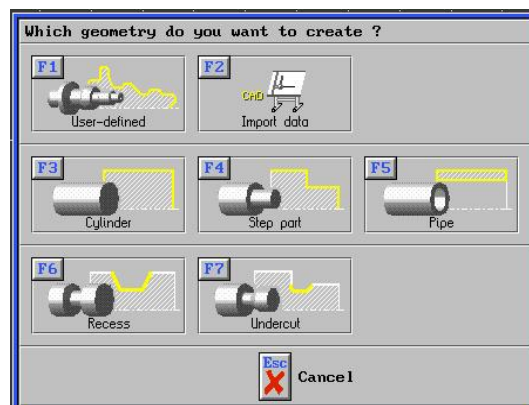 Which geometry do you want to create ?
F1
User-defined
F2
CAD
Import data
F3
Cylinder
F4
Step part
F5
Pipe
F6
Recess
F7
Undercut
Esc
Cancel